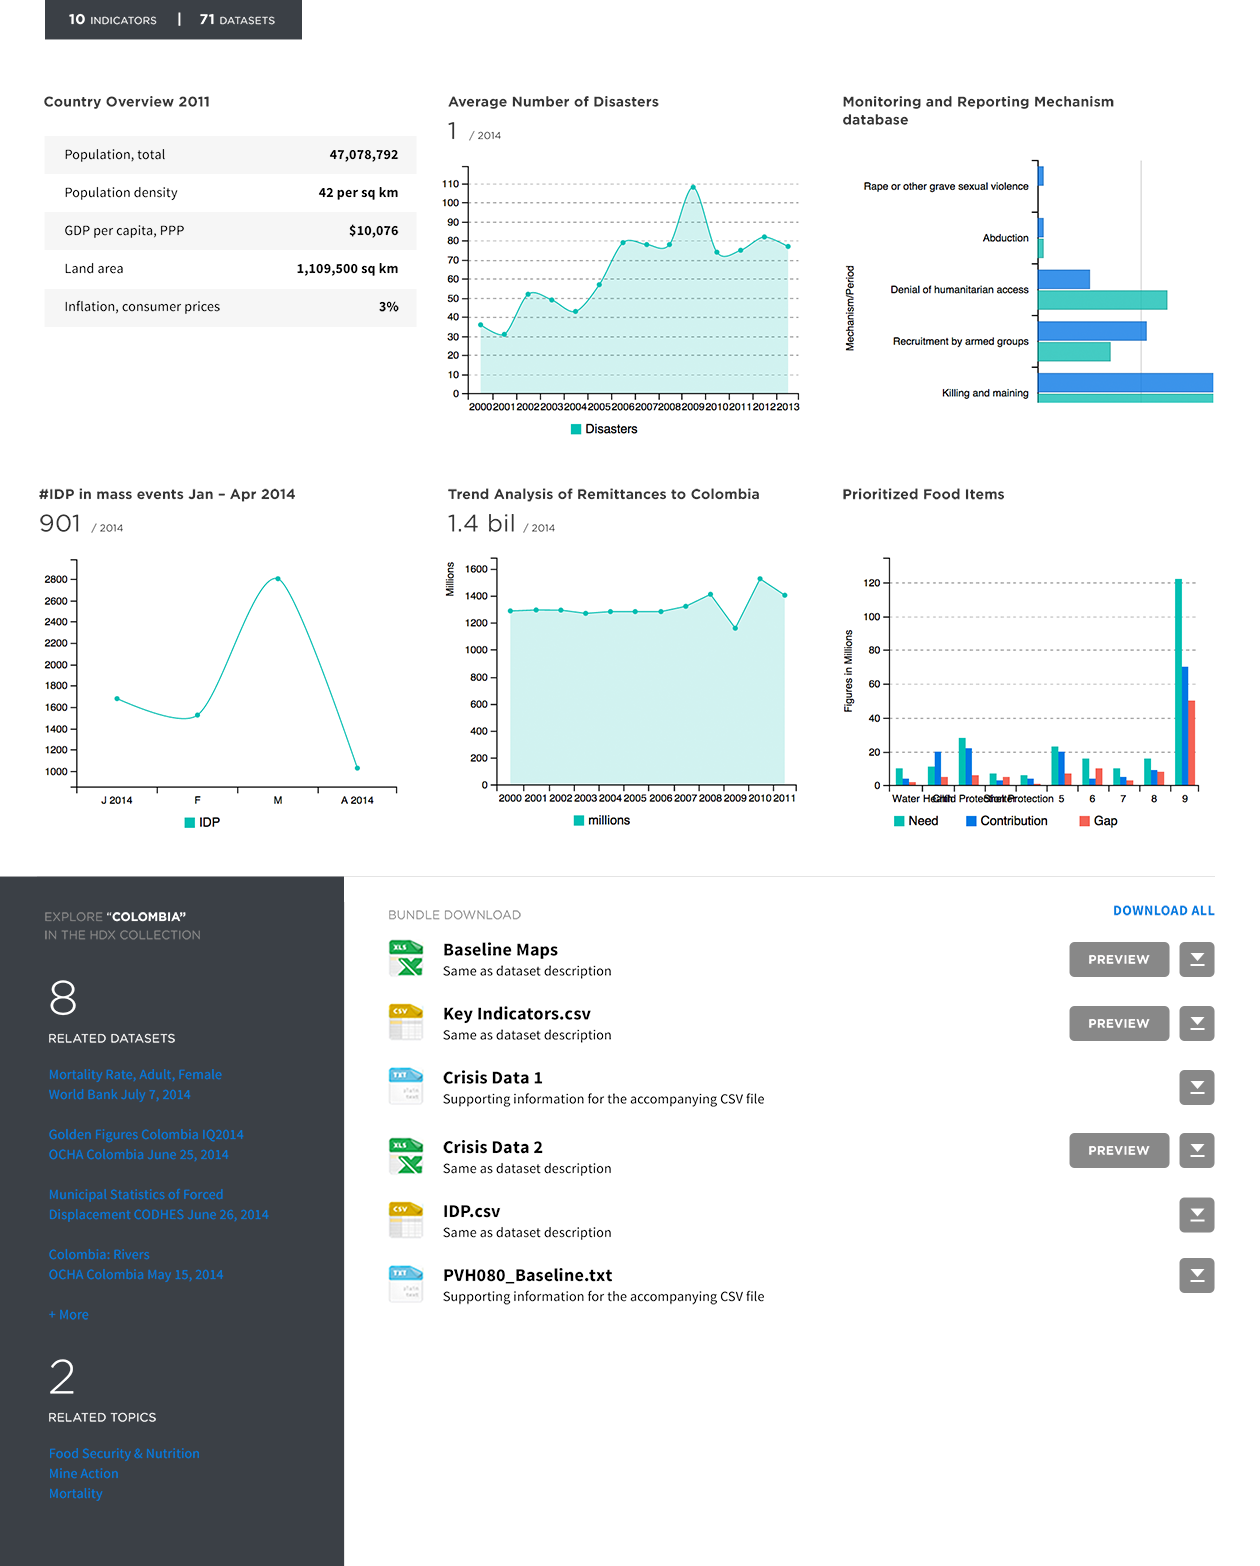 10 INDICATORS | 71 DATASETS
Country Overview 2011
Population, total 47,078,792
Population density 42 per sq km
GDP per capita, PPP $10,076
Land area 1,109,500 sq km
Inflation, consumer prices 3%
Average Number of Disasters
1 / 2014
110
100
90
80
70
60
50
40
30
20
10
0
2000 2001 2002 2003 2004 2005 2006 2007 2008 2009 2010 2011 2012 2013
Disasters
Monitoring and Reporting Mechanism
database
Mechanism/Period
Rape or other grave sexual violence
Abduction
Denial of humanitarian access
Recruitment by armed groups
Killing and maining
#IDP in mass events Jan – Apr 2014
901 / 2014
2800
2600
2400
2200
2000
1800
1600
1400
1200
1000
J 2014 F M A 2014
IDP
Trend Analysis of Remittances to Colombia
1.4 bil / 2014
Millions
1600
1400
1200
1000
800
600
400
200
0
2000 2001 2002 2003 2004 2005 2006 2007 2008 2009 2010 2011
millions
Prioritized Food Items
Figures in Millions
120
100
80
60
40
20
0
Water Health Child Protection Shelter Protection 5 6 7 8 9
Need Contribution Gap
EXPLORE “COLOMBIA”
IN THE HDX COLLECTION
8
RELATED DATASETS
Mortality Rate, Adult, Female
World Bank July 7, 2014
Golden Figures Colombia IQ2014
OCHA Colombia June 25, 2014
Municipal Statistics of Forced
Displacement CODHES June 26, 2014
Colombia: Rivers
OCHA Colombia May 15, 2014
+ More
2
RELATED TOPICS
Food Security & Nutrition
Mine Action
Mortality
BUNDLE DOWNLOAD DOWNLOAD ALL
XLS
Baseline Maps
Same as dataset description
PREVIEW
CSV
Key Indicators.csv
Same as dataset description
PREVIEW
TXT
Crisis Data 1
Supporting information for the accompanying CSV file
XLS
Crisis Data 2
Same as dataset description
PREVIEW
CSV
IDP.csv
Same as dataset description
TXT
PVH080_Baseline.txt
Supporting information for the accompanying CSV file